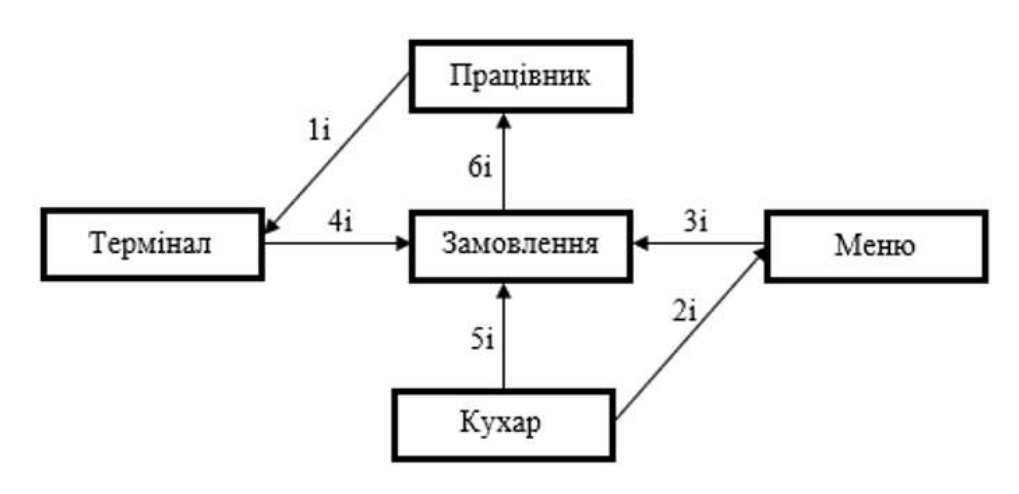 Працівник
1і
6і
Термінал
4і
Замовлення
3і
Меню
2і
5і
Кухар